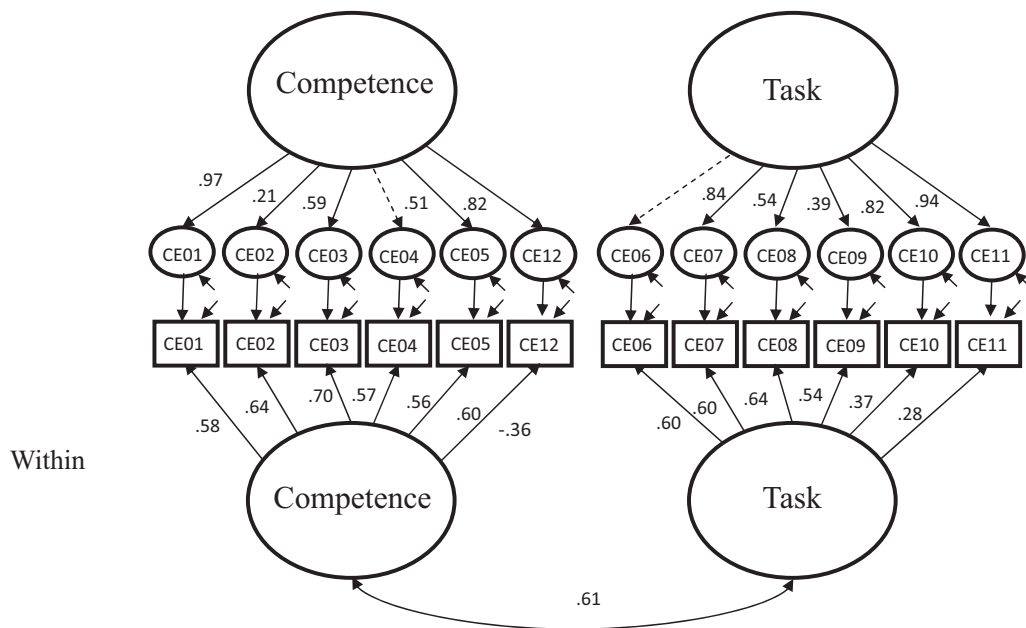 Competence
Task
.97
.21
.59
.51
.82
.84
.54
.39
.82
.94
CE01
CE02
CE03
CE04
CE05
CE12
CE06
CE07
CE08
CE09
CE10
CE11
CE01
CE02
CE03
CE04
CE05
CE12
CE06
CE07
CE08
CE09
CE10
CE11
.58
.64
.70
.57
.56
.60
-.36
.60
.60
.64
.54
.37
.28
Within
Competence
Task
.61